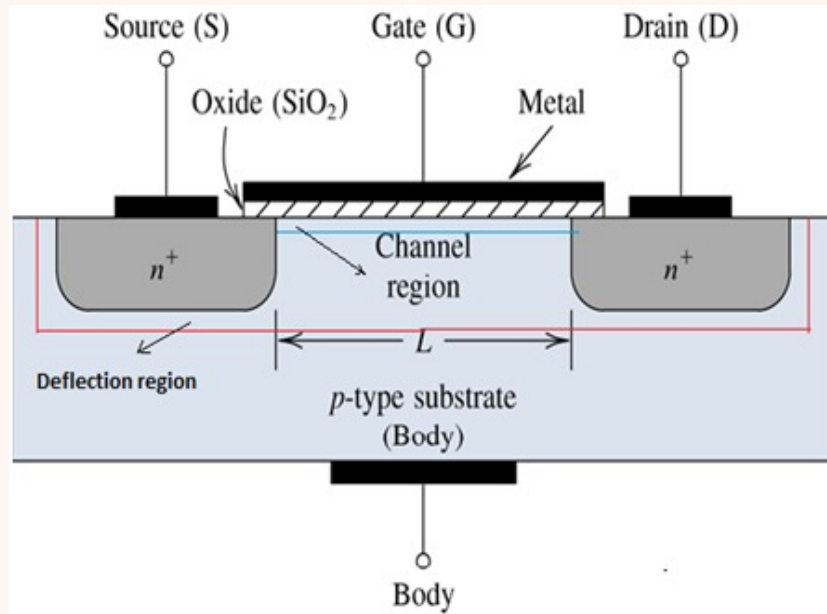 Source (S)
Gate (G)
Drain (D)
Oxide (SiO₂)
Metal
Channel
region
n⁺
n⁺
L
Deflection region
p-type substrate
(Body)
Body